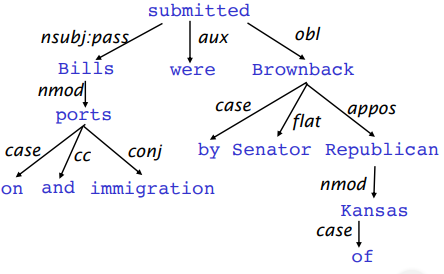 submitted
nsubj:pass aux obl
Bills were Brownback
nmod case flat appos
ports by Senator Republican
case cc conj nmod
on and immigration Kansas
case
of